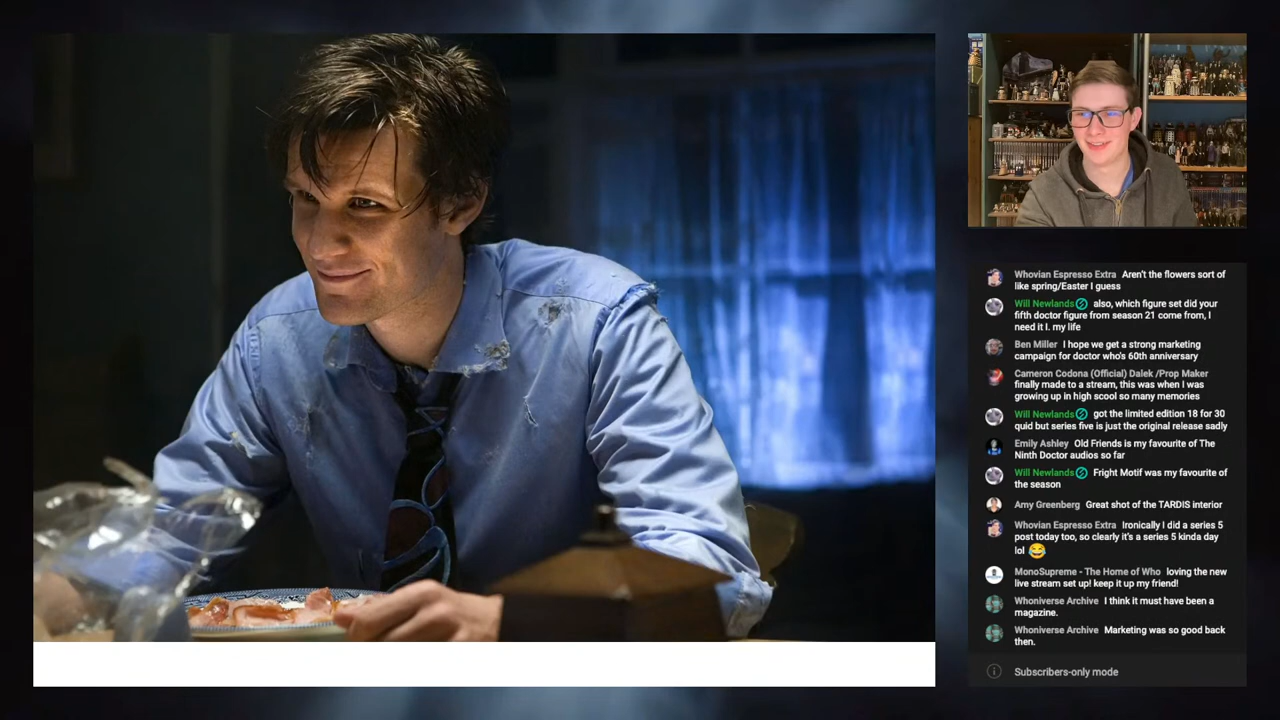 Whovian Espresso Extra Aren't the flowers sort of
like spring/Easter I guess
Will Newlands also, which figure set did your
fifth doctor figure from season 21 come from, I
need it I. my life
Ben Miller I hope we get a strong marketing
campaign for doctor who's 60th anniversary
Cameron Codona (Official) Dalek /Prop Maker
finally made to a stream, this was when I was
growing up in high scool so many memories
Will Newlands got the limited edition 18 for 30
quid but series five is just the original release sadly
Emily Ashley Old Friends is my favourite of The
Ninth Doctor audios so far
Will Newlands Fright Motif was my favourite of
the season
Amy Greenberg Great shot of the TARDIS interior
Whovian Espresso Extra Ironically I did a series 5
post today too, so clearly it's a series 5 kinda day
lol 😂
MonoSupreme - The Home of Who loving the new
live stream set up! keep it up my friend!
Whoniverse Archive I think it must have been a
magazine.
Whoniverse Archive Marketing was so good back
then.
Subscribers-only mode